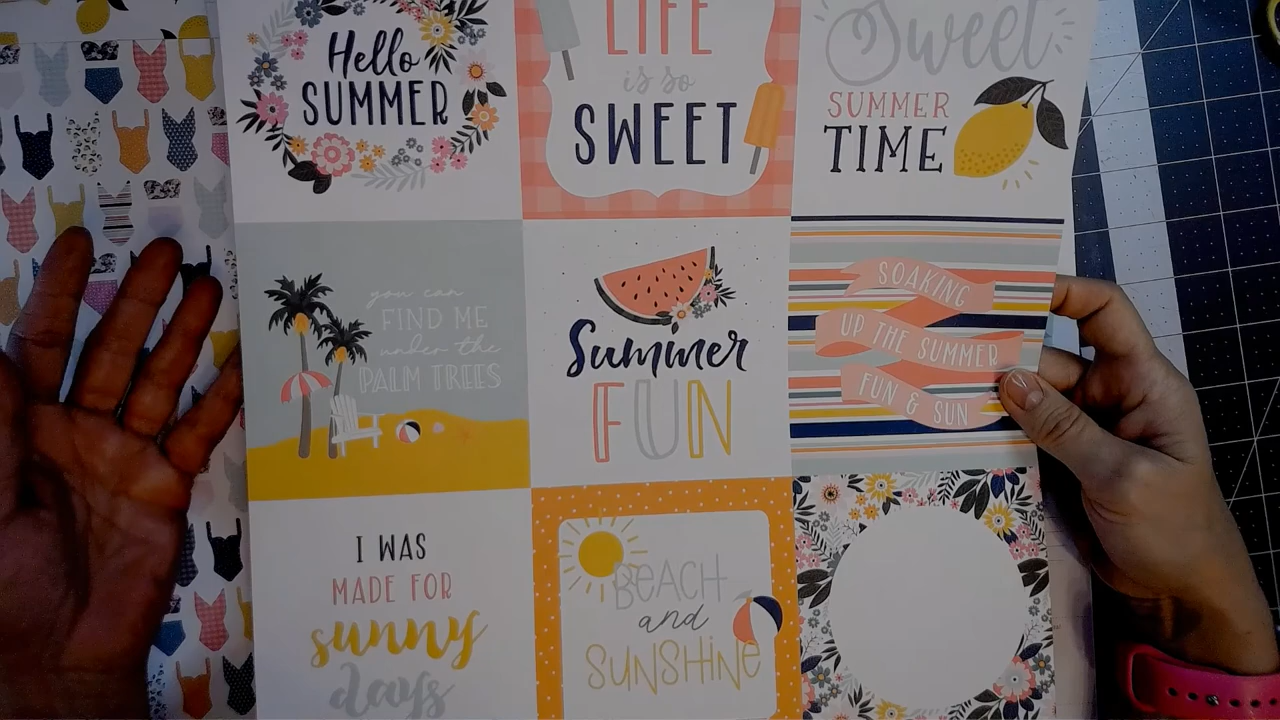 Hello
SUMMER
LIFE
is so
SWEET
Sweet
SUMMER
TIME
you can
FIND ME
under the
PALM TREES
Summer
FUN
SOAKING
UP THE SUMMER
FUN & SUN
I WAS
MADE FOR
sunny
days
BEACH
and
SUNSHINE